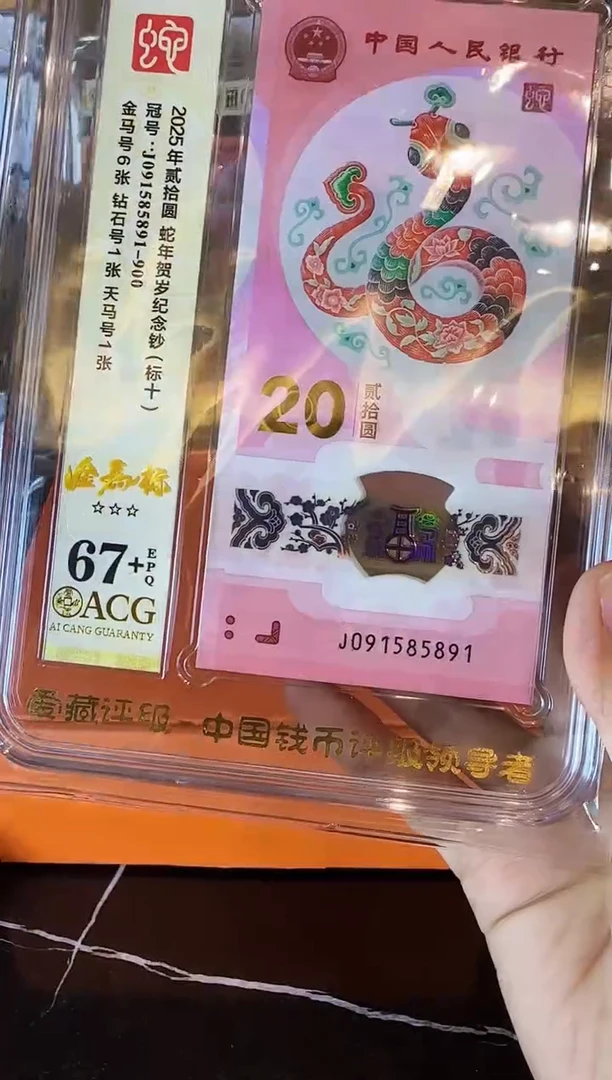 蛇
2025年贰拾圆 蛇年贺岁纪念钞(标十)
冠号:J091585891-900
金马号6张 钻石号1张 天马号1张
金马标
☆☆☆
67+EPQ
ACG
AI CANG GUARANTY
中国人民银行
蛇
20
贰拾圆
J091585891
爱藏评级 中国钱币评级领导者